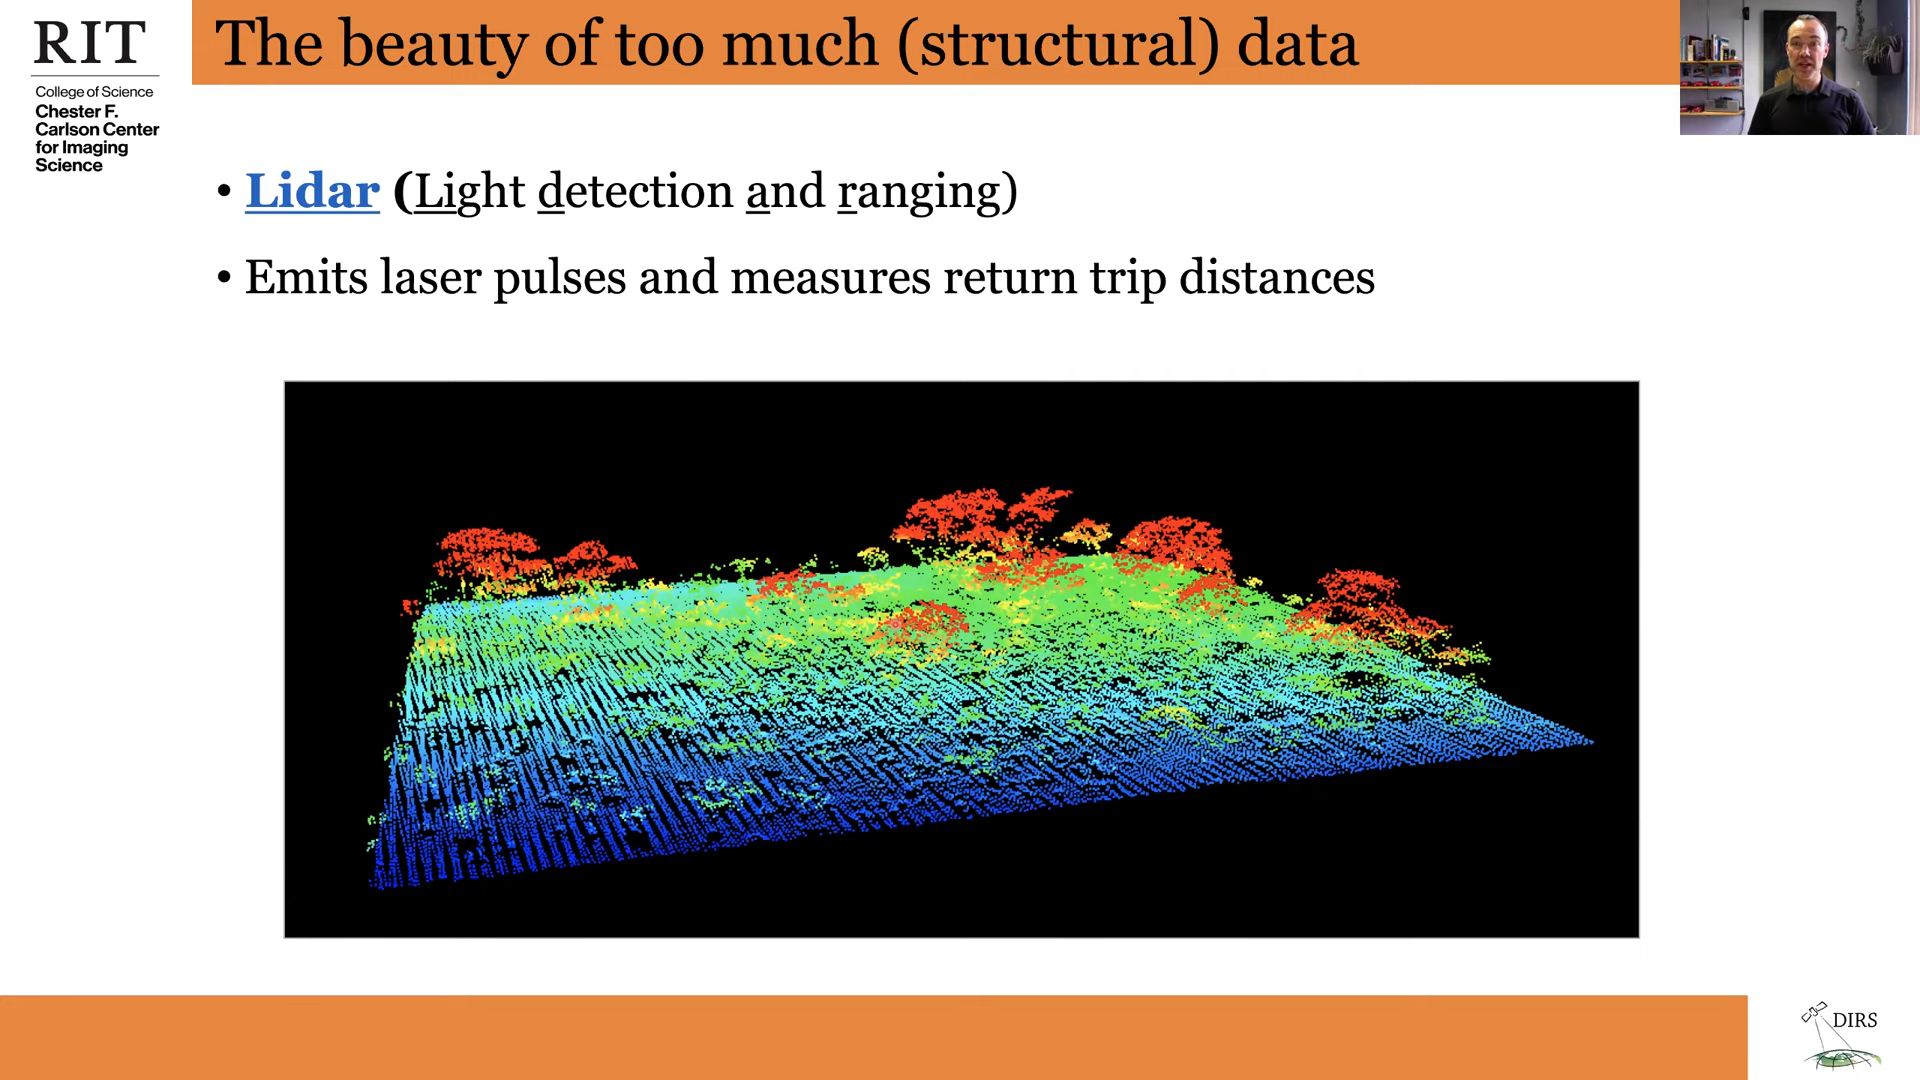 RIT
College of Science
Chester F.
Carlson Center
for Imaging
Science
The beauty of too much (structural) data
• Lidar (Light detection and ranging)
• Emits laser pulses and measures return trip distances
DIRS